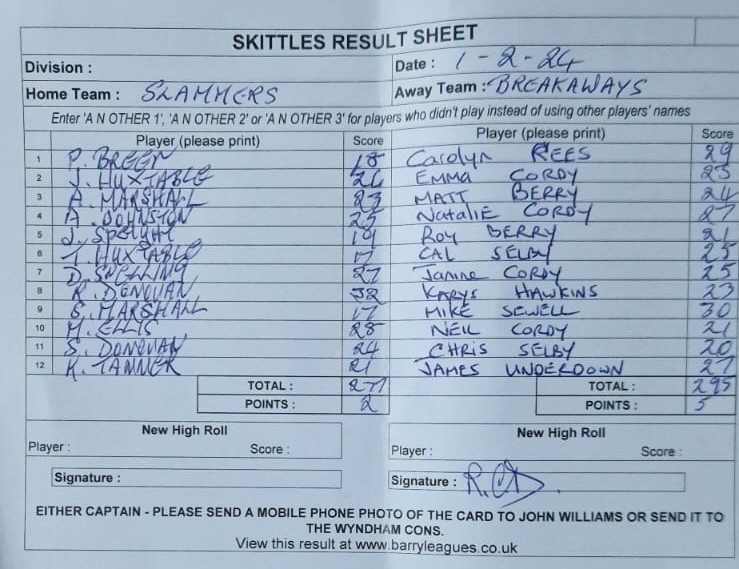 SKITTLES RESULT SHEET
Division : Date : 1-2-24
Home Team : SLAMMERS Away Team : BREAKAWAYS
Enter 'A N OTHER 1', 'A N OTHER 2' or 'A N OTHER 3' for players who didn't play instead of using other players' names
Player (please print) Score Player (please print) Score
1 P. BREEN 18 Carolyn REES 29
2 J. HUXTABLE 26 EMMA CORDY 23
3 A. MARSHALL 23 MATT BERRY 24
4 A. JOHNSTON 25 NatalIE CORDY 27
5 J. 19 ROY BERRY 21
6 T. HUXTABLE 17 CAL SELBY 25
7 D. SNELLING 27 Janine CORDY 25
8 K. DONOVAN 32 KARYS HAWKINS 23
9 S. MARSHALL 17 MIKE SEWELL 30
10 M. ELLIS 28 NEIL CORDY 21
11 S. DONOVAN 24 CHRIS SELBY 20
12 K. TANNER 21 JAMES UNDERDOWN 27
TOTAL : 277 TOTAL : 295
POINTS : 2 POINTS : 5
New High Roll New High Roll
Player : Score : Player : Score :
Signature : Signature :
EITHER CAPTAIN - PLEASE SEND A MOBILE PHONE PHOTO OF THE CARD TO JOHN WILLIAMS OR SEND IT TO
THE WYNDHAM CONS.
View this result at www.barryleagues.co.uk